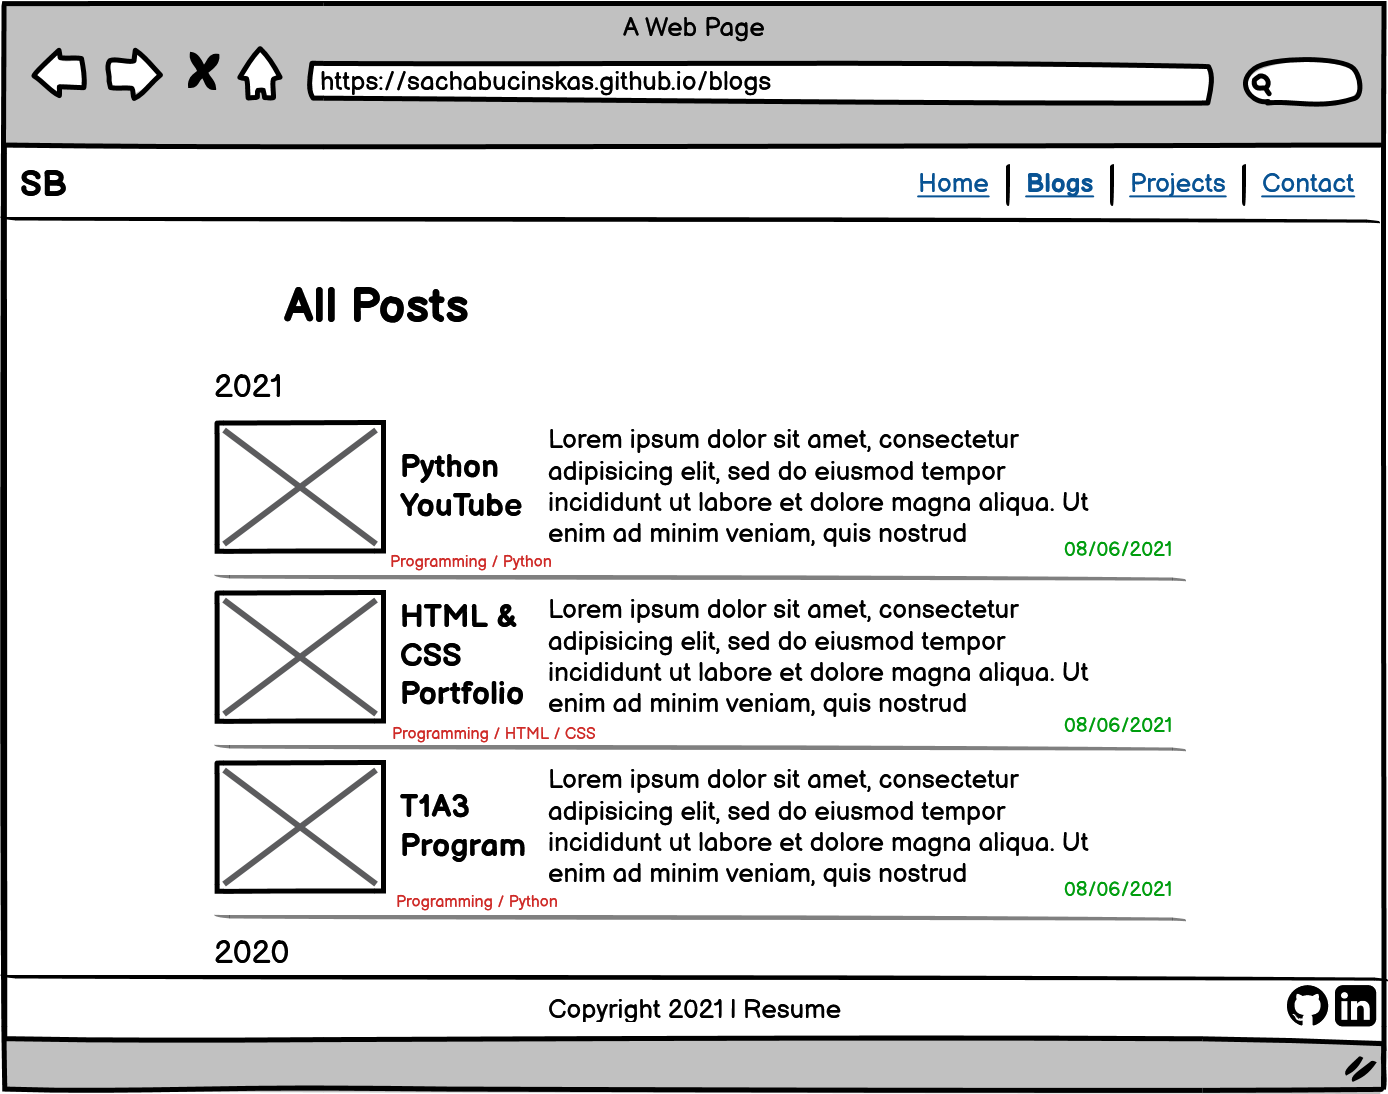 A Web Page
https://sachabucinskas.github.io/blogs
SB
Home
Blogs
Projects
Contact
All Posts
2021
Python
YouTube
Lorem ipsum dolor sit amet, consectetur
adipisicing elit, sed do eiusmod tempor
incididunt ut labore et dolore magna aliqua. Ut
enim ad minim veniam, quis nostrud
08/06/2021
Programming / Python
HTML &
CSS
Portfolio
Lorem ipsum dolor sit amet, consectetur
adipisicing elit, sed do eiusmod tempor
incididunt ut labore et dolore magna aliqua. Ut
enim ad minim veniam, quis nostrud
08/06/2021
Programming / HTML / CSS
T1A3
Program
Lorem ipsum dolor sit amet, consectetur
adipisicing elit, sed do eiusmod tempor
incididunt ut labore et dolore magna aliqua. Ut
enim ad minim veniam, quis nostrud
08/06/2021
Programming / Python
2020
Copyright 2021 | Resume
in